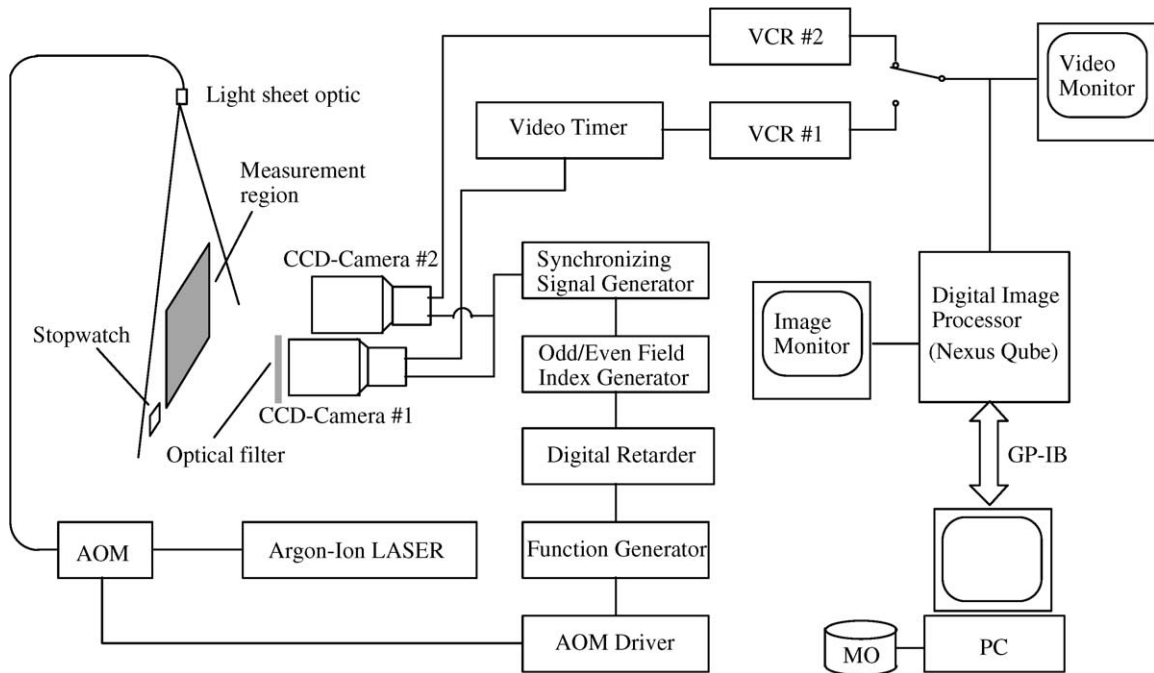 VCR #2
Video
Monitor
Light sheet optic
Video Timer
VCR #1
Measurement
region
CCD-Camera #2
Synchronizing
Signal Generator
Digital Image
Processor
(Nexus Qube)
Image
Monitor
Stopwatch
Odd/Even Field
Index Generator
CCD-Camera #1
Optical filter
Digital Retarder
GP-IB
AOM
Argon-Ion LASER
Function Generator
AOM Driver
MO
PC